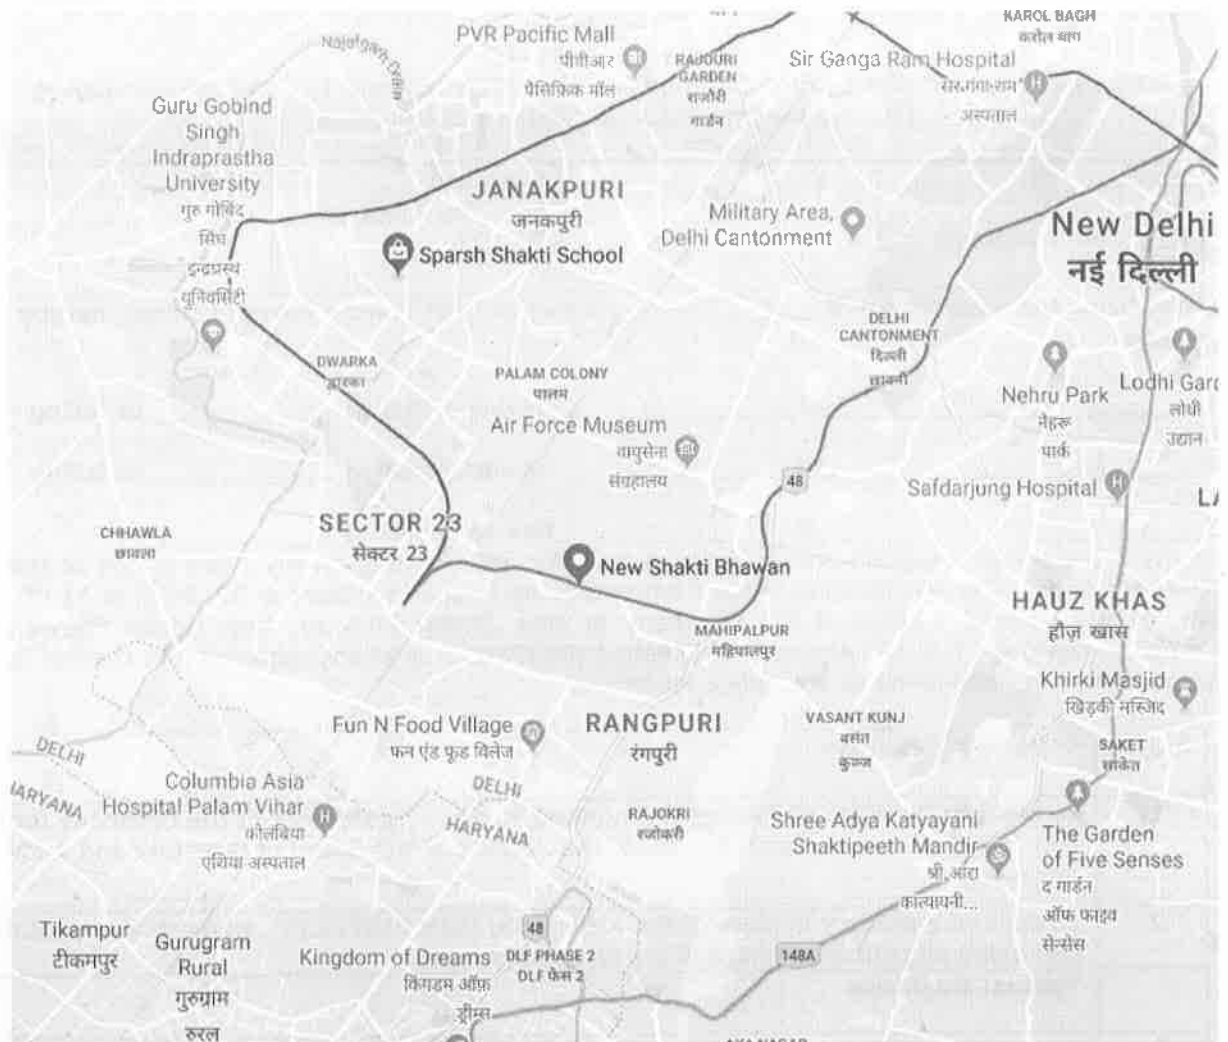 KAROL BAGH
करोल बाग
PVR Pacific Mall
पीवीआर
पेसिफ़िक मॉल
RAJOURI
GARDEN
राजौरी
गार्डन
Sir Ganga Ram Hospital
अस्पताल
Najafgarh Drain
Guru Gobind
Singh
Indraprastha
University
गुरु गोबिंद
सिंघ
इन्द्रप्रस्थ
यूनिवर्सिटी
JANAKPURI
जनकपुरी
Sparsh Shakti School
Military Area,
Delhi Cantonment
New Delhi
नई दिल्ली
DELHI
CANTONMENT
दिल्ली
छावनी
DWARKA
द्वारका
PALAM COLONY
पालम
Air Force Museum
वायुसेना
संग्रहालय
Nehru Park
नेहरू
पार्क
Lodhi Gard
लोधी
उद्यान
48
Safdarjung Hospital
LA
SECTOR 23
सेक्टर 23
CHHAWLA
छावला
New Shakti Bhawan
MAHIPALPUR
महिपालपुर
HAUZ KHAS
हौज़ खास
Khirki Masjid
खिड़की मस्जिद
Fun N Food Village
फन एंड फूड विलेज
RANGPURI
रंगपुरी
VASANT KUNJ
वसंत
कुञ्ज
SAKET
साकेत
DELHI
HARYANA
Columbia Asia
Hospital Palam Vihar
कोलंबिया
एशिया अस्पताल
DELHI
HARYANA
RAJOKRI
रजोकरी
Shree Adya Katyayani
Shaktipeeth Mandir
श्री आद्या
कात्यायनी...
The Garden
of Five Senses
द गार्डन
ऑफ फाइव
सेन्सेस
Tikampur
टीकमपुर
Gurugram
Rural
गुरुग्राम
रुरल
Kingdom of Dreams
किंगडम ऑफ़
ड्रीम्स
48
DLF PHASE 2
DLF फेस 2
148A